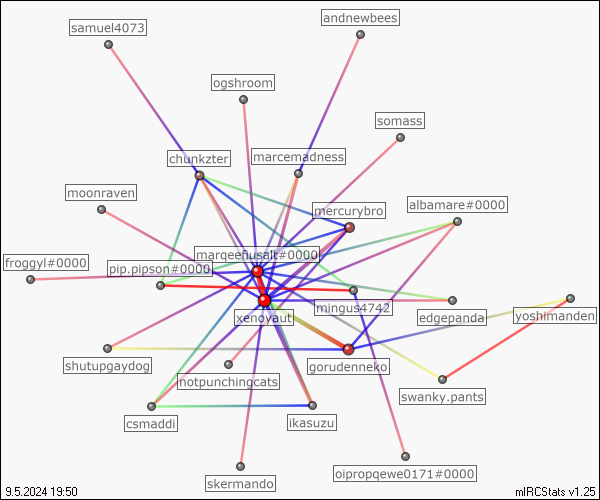 andnewbees
samuel4073
ogshroom
somass
chunkzter
marcemadness
moonraven
mercurybro
albamare#0000
marqeefiusalt#0000
froggyl#0000
pip.pipson#0000
mingus4742
xenoyaut
edgepanda
yoshimanden
shutupgaydog
gorudenneko
notpunchingcats
swanky.pants
csmaddi
ikasuzu
oipropqewe0171#0000
skermando
9.5.2024 19:50
mIRCStats v1.25